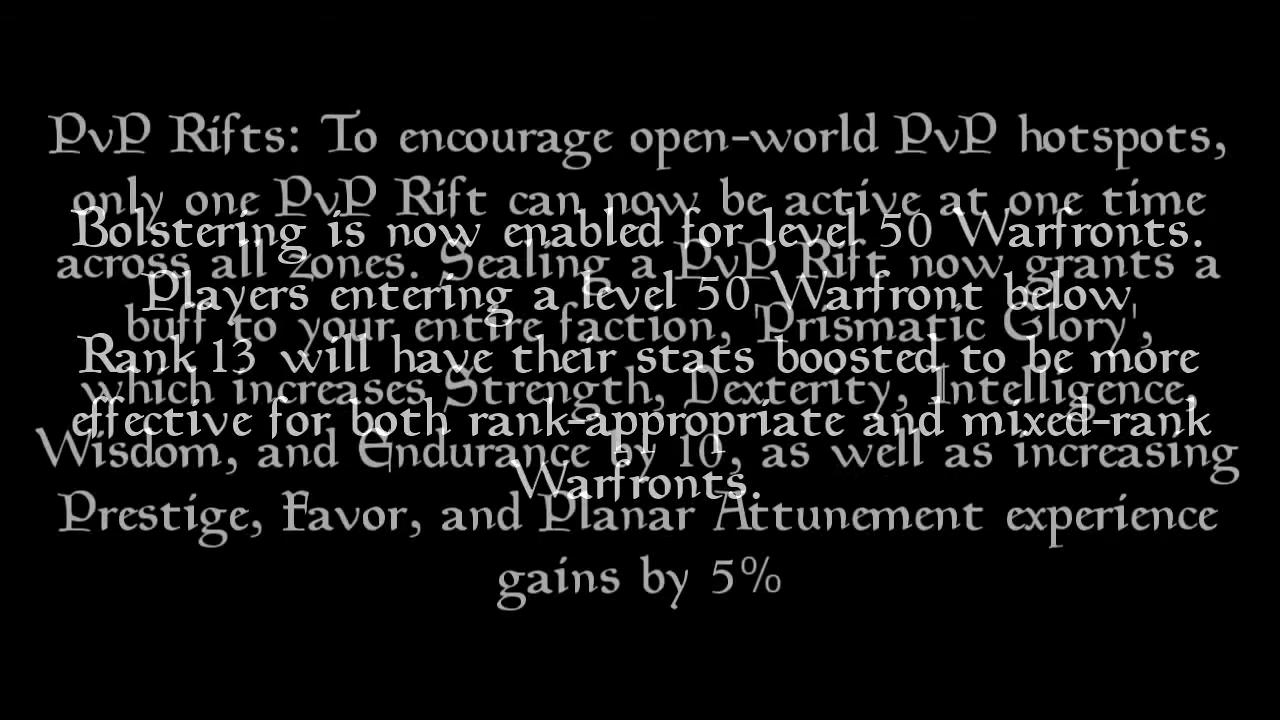 PvP Rifts: To encourage open-world PvP hotspots,
only one PvP Rift can now be active at one time
across all zones. Sealing a PvP Rift now grants a
buff to your entire faction, 'Prismatic Glory',
which increases Strength, Dexterity, Intelligence,
Wisdom, and Endurance by 10, as well as increasing
Prestige, Favor, and Planar Attunement experience
gains by 5%
Bolstering is now enabled for level 50 Warfronts.
Players entering a level 50 Warfront below
Rank 13 will have their stats boosted to be more
effective for both rank-appropriate and mixed-rank
Warfronts.